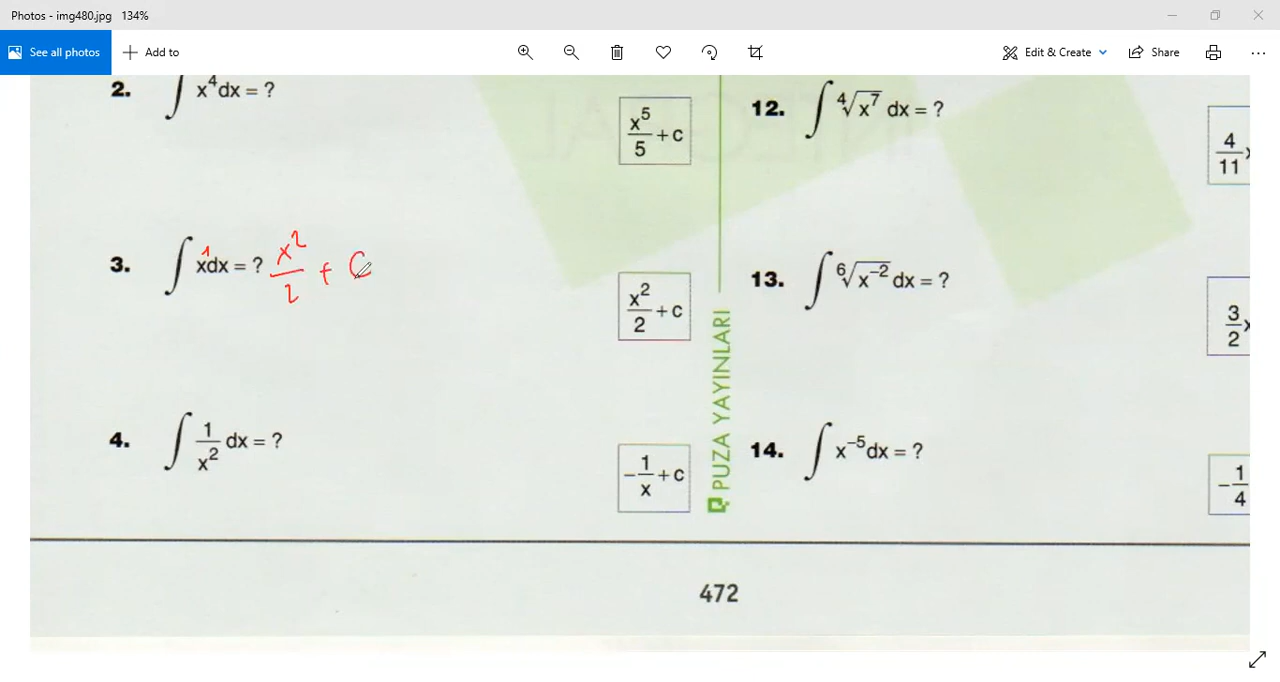 Photos - img480.jpg 134%
See all photos
Add to
Edit & Create
Share
2. ∫ x⁴dx = ?
x⁵/5 + c
3. ∫ x¹dx = ? x²/2 + C
x²/2 + c
4. ∫ 1/x² dx = ?
-1/x + c
PUZA YAYINLARI
12. ∫ ⁴√x⁷ dx = ?
4/11 x
13. ∫ ⁶√x⁻² dx = ?
3/2 x
14. ∫ x⁻⁵dx = ?
-1/4
472